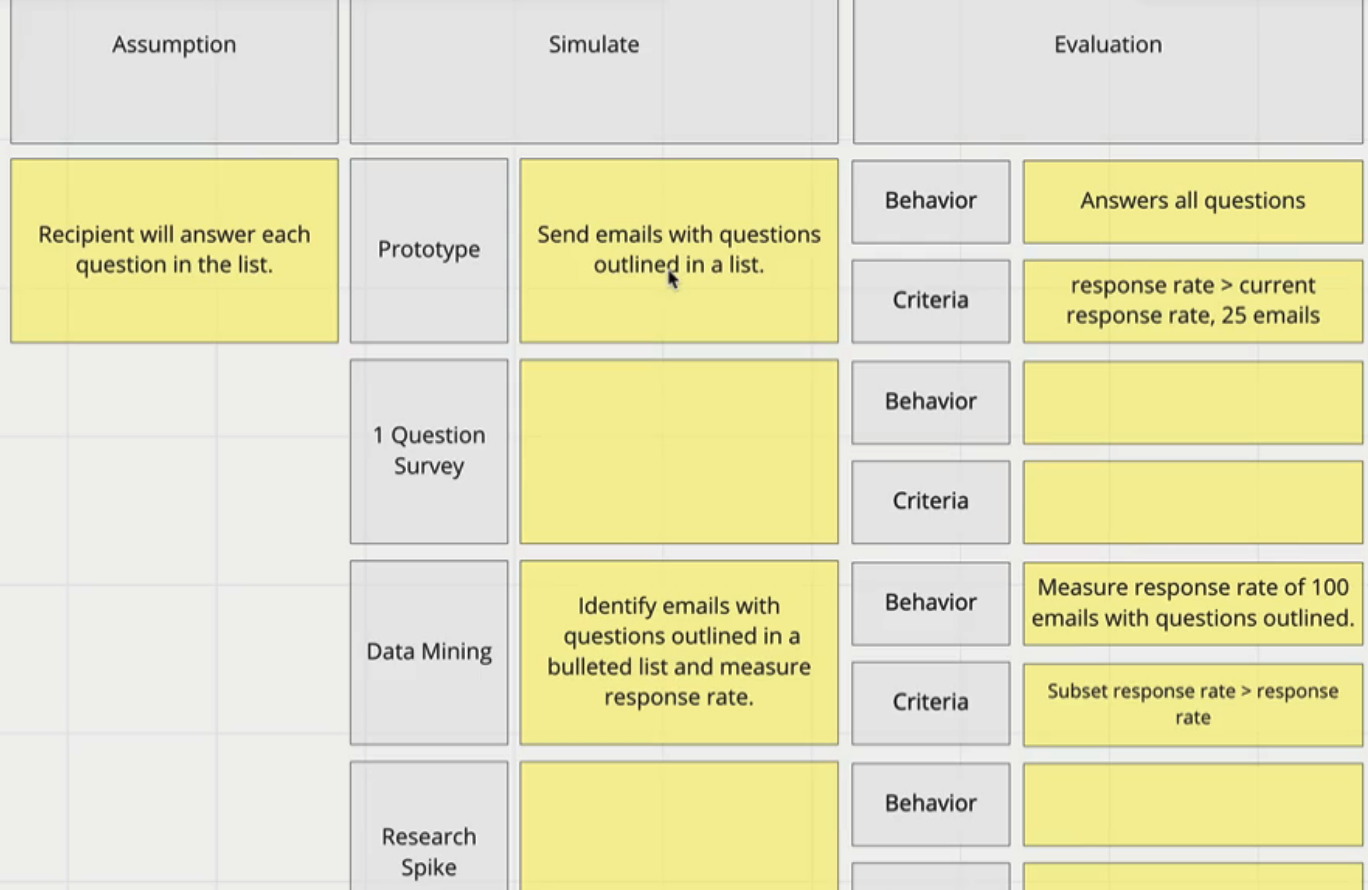 Assumption
Simulate
Evaluation
Recipient will answer each
question in the list.
Prototype
Send emails with questions
outlined in a list.
Behavior
Answers all questions
Criteria
response rate > current
response rate, 25 emails
1 Question
Survey
Behavior
Criteria
Data Mining
Identify emails with
questions outlined in a
bulleted list and measure
response rate.
Behavior
Measure response rate of 100
emails with questions outlined.
Criteria
Subset response rate > response
rate
Research
Spike
Behavior